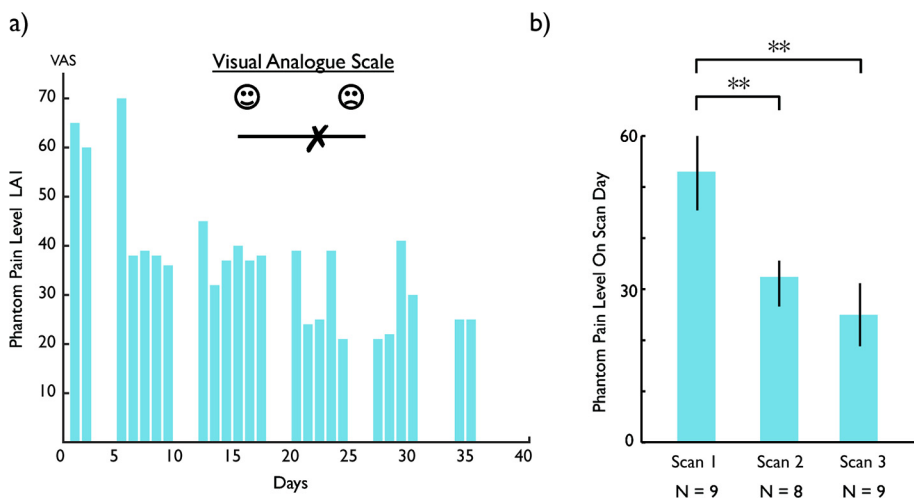 a)
VAS
Visual Analogue Scale
Phantom Pain Level LA1
70
60
50
40
30
20
10
0 5 10 15 20 25 30 35 40
Days
b)
**
**
Phantom Pain Level On Scan Day
60
30
0
Scan 1 Scan 2 Scan 3
N = 9 N = 8 N = 9